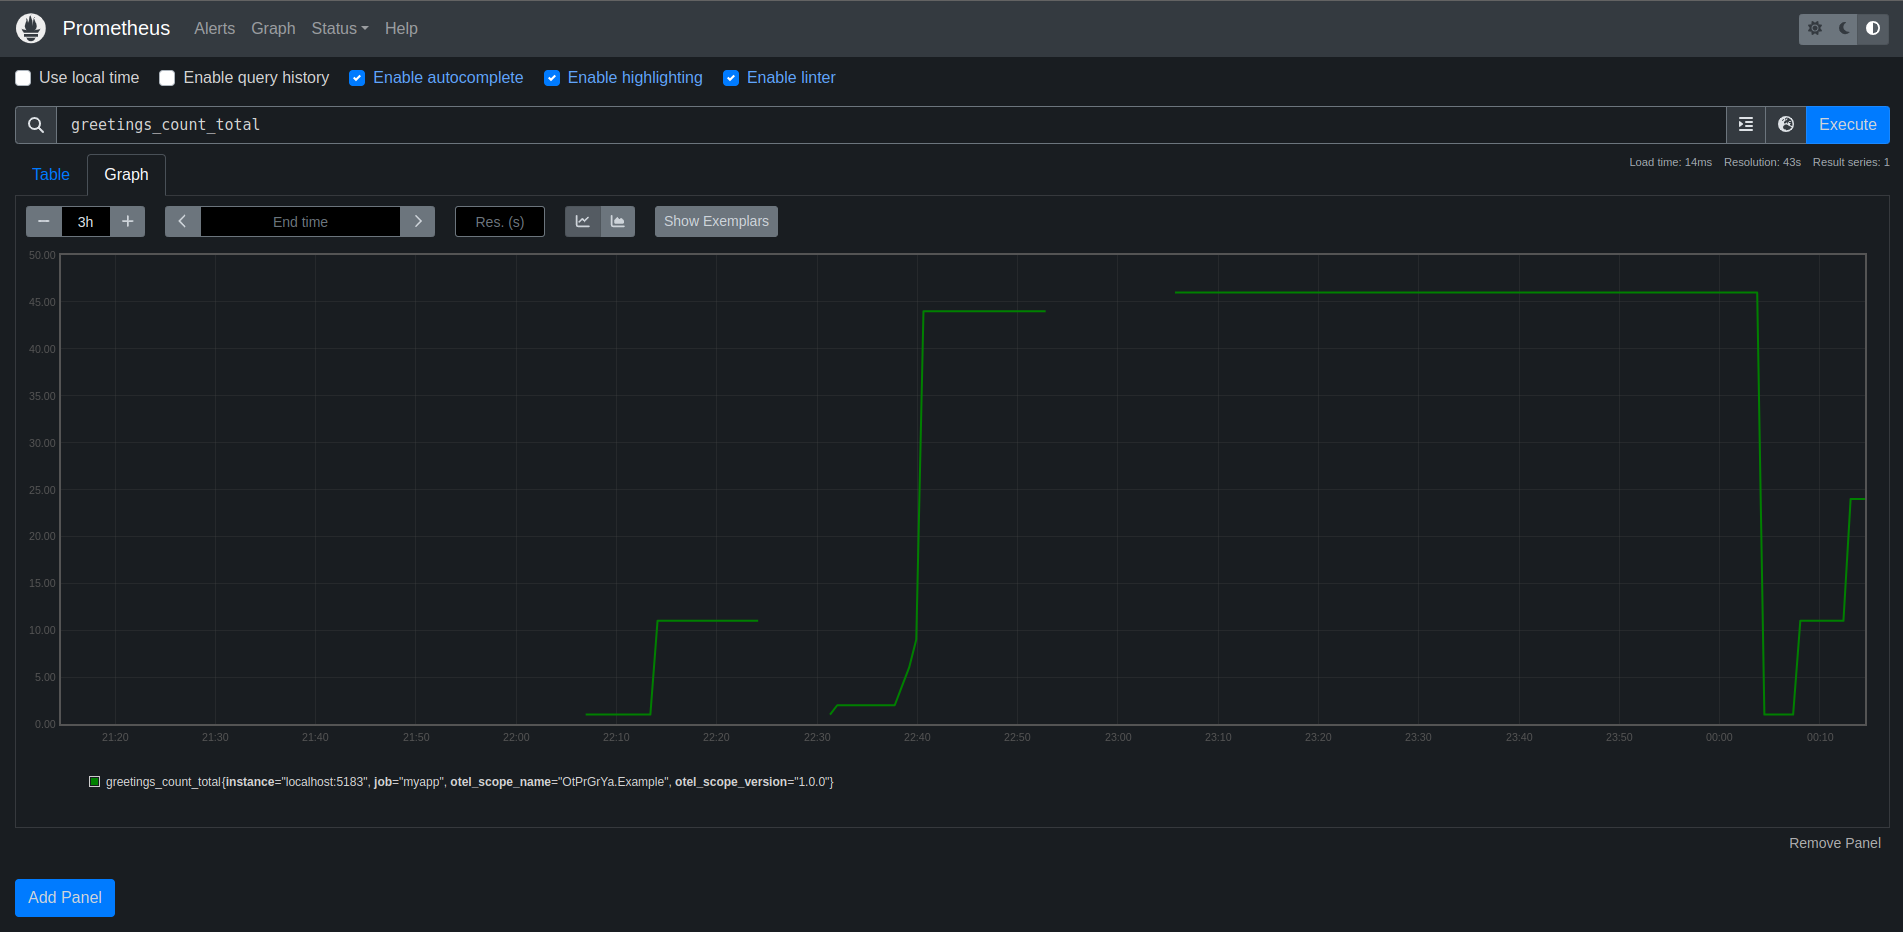 Prometheus Alerts Graph Status Help
Use local time Enable query history Enable autocomplete Enable highlighting Enable linter
greetings_count_total Execute
Table Graph Load time: 14ms Resolution: 43s Result series: 1
3h End time Res. (s) Show Exemplars
50.00
45.00
40.00
35.00
30.00
25.00
20.00
15.00
10.00
5.00
0.00
21:20 21:30 21:40 21:50 22:00 22:10 22:20 22:30 22:40 22:50 23:00 23:10 23:20 23:30 23:40 23:50 00:00 00:10
greetings_count_total{instance="localhost:5183", job="myapp", otel_scope_name="OtPrGrYa.Example", otel_scope_version="1.0.0"}
Remove Panel
Add Panel